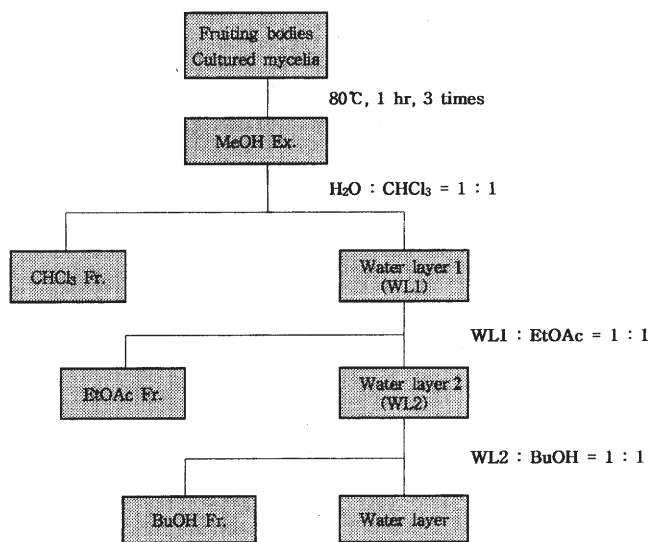 Fruiting bodies
Cultured mycelia
80℃, 1 hr, 3 times
MeOH Ex.
H₂O : CHCl₃ = 1 : 1
CHCl₃ Fr.
Water layer 1
(WL1)
WL1 : EtOAc = 1 : 1
EtOAc Fr.
Water layer 2
(WL2)
WL2 : BuOH = 1 : 1
BuOH Fr.
Water layer